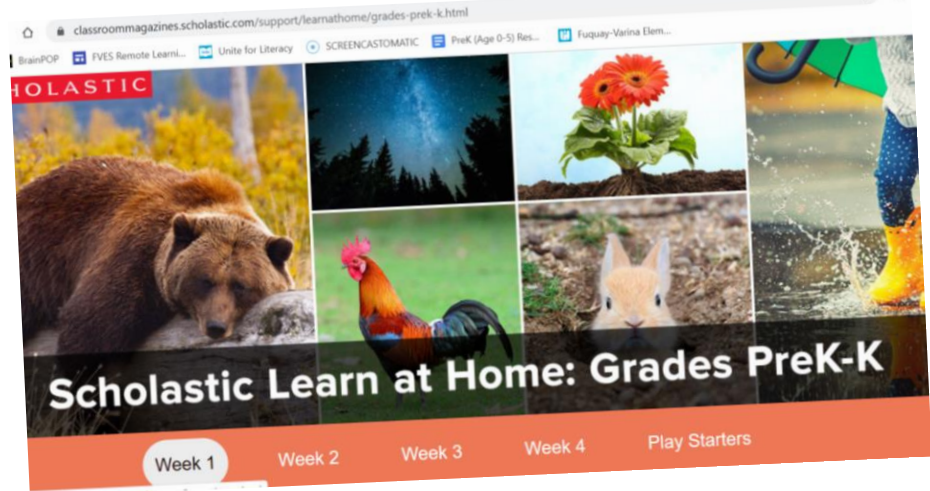 classroommagazines.scholastic.com/support/learnathome/grades-prek-k.html
BrainPOP FVES Remote Learni... Unite for Literacy SCREENCASTOMATIC PreK (Age 0-5) Res... Fuquay-Varina Elem...
HOLASTIC
Scholastic Learn at Home: Grades PreK-K
Week 1 Week 2 Week 3 Week 4 Play Starters